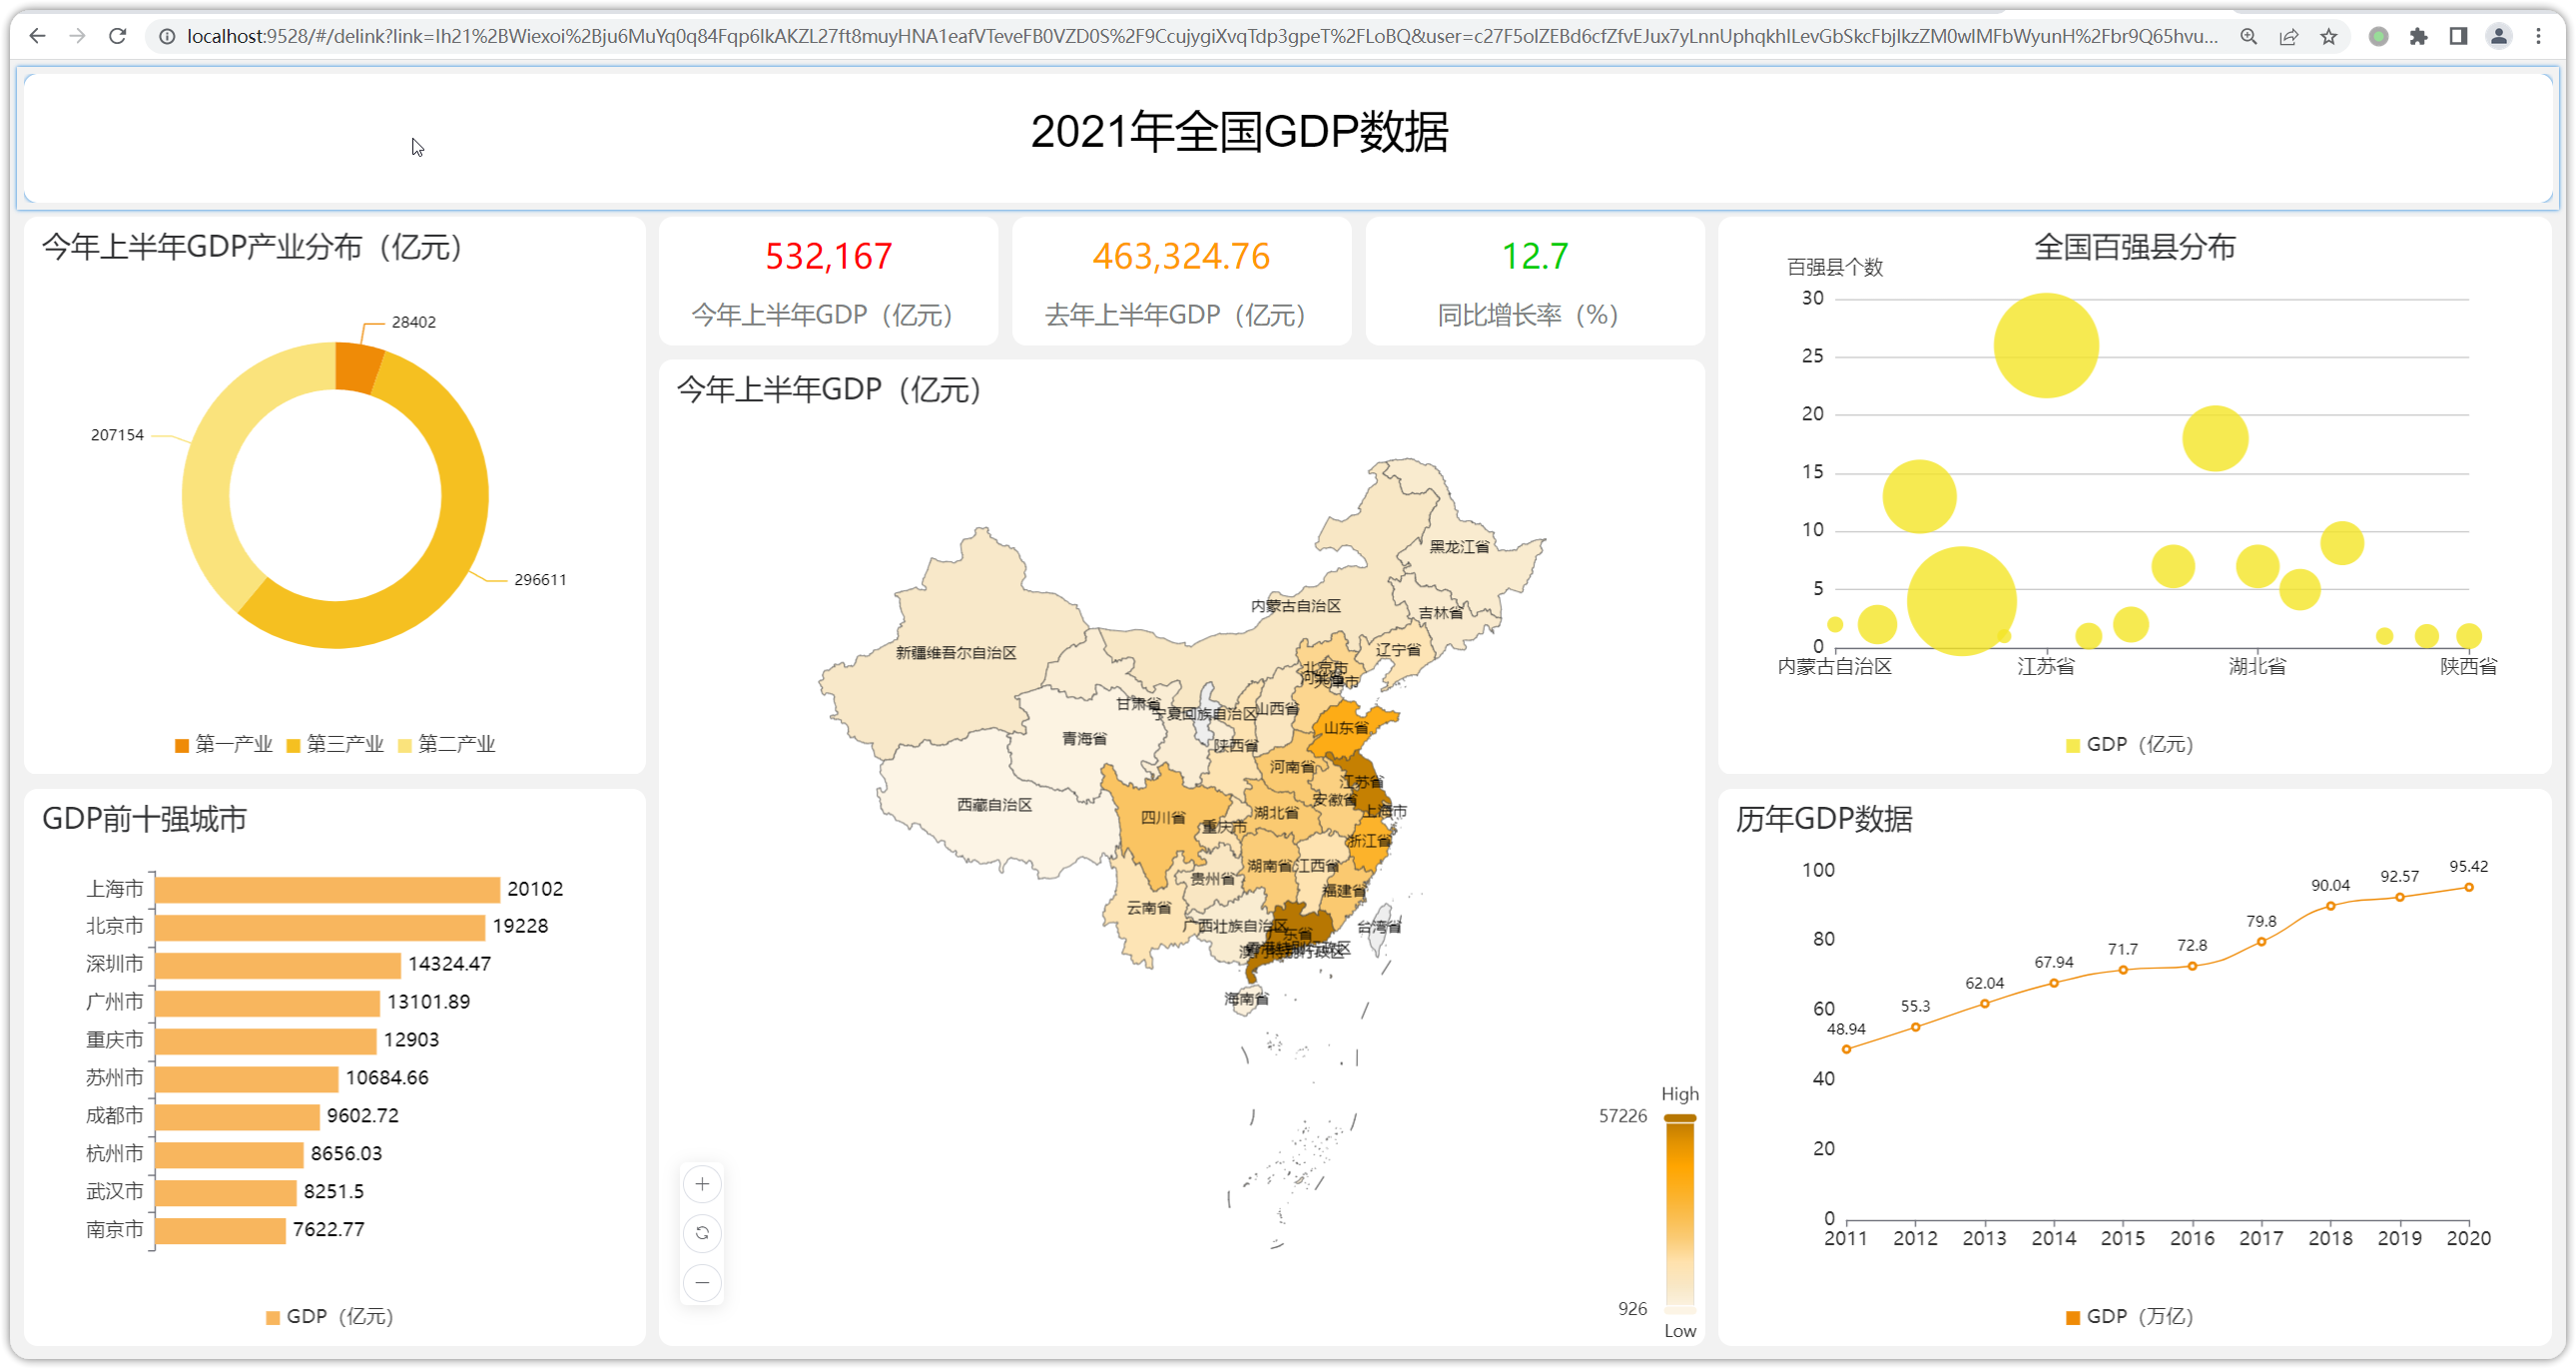 localhost:9528/#/delink?link=Ih21%2BWiexoi%2Bju6MuYq0q84Fqp6IkAKZL27ft8muyHNA1eafVTeveFB0VZD0S%2F9CcujygiXvqTdp3gpeT%2FLoBQ&user=c27F5oIZEBd6cfZfvEJux7yLnnUphqkhlLevGbSkcFbjIkzZM0wIMFbWyunH%2Fbr9Q65hvu...
2021年全国GDP数据
今年上半年GDP产业分布（亿元）
28402
207154
296611
第一产业 第三产业 第二产业
GDP前十强城市
上海市 20102
北京市 19228
深圳市 14324.47
广州市 13101.89
重庆市 12903
苏州市 10684.66
成都市 9602.72
杭州市 8656.03
武汉市 8251.5
南京市 7622.77
GDP（亿元）
532,167
今年上半年GDP（亿元）
463,324.76
去年上半年GDP（亿元）
12.7
同比增长率（%）
今年上半年GDP（亿元）
黑龙江省
内蒙古自治区
吉林省
新疆维吾尔自治区
辽宁省
北京市
天津市
甘肃省
宁夏回族自治区
山西省
山东省
青海省
陕西省
河南省
江苏省
西藏自治区
安徽省
四川省
湖北省
上海市
重庆市
浙江省
湖南省
江西省
贵州省
福建省
云南省
广西壮族自治区
东省
台湾省
海南省
High
57226
926
Low
全国百强县分布
百强县个数
30
25
20
15
10
5
0
内蒙古自治区 江苏省 湖北省 陕西省
GDP（亿元）
历年GDP数据
100
80
60
40
20
0
48.94
55.3
62.04
67.94
71.7
72.8
79.8
90.04
92.57
95.42
2011 2012 2013 2014 2015 2016 2017 2018 2019 2020
GDP（万亿）